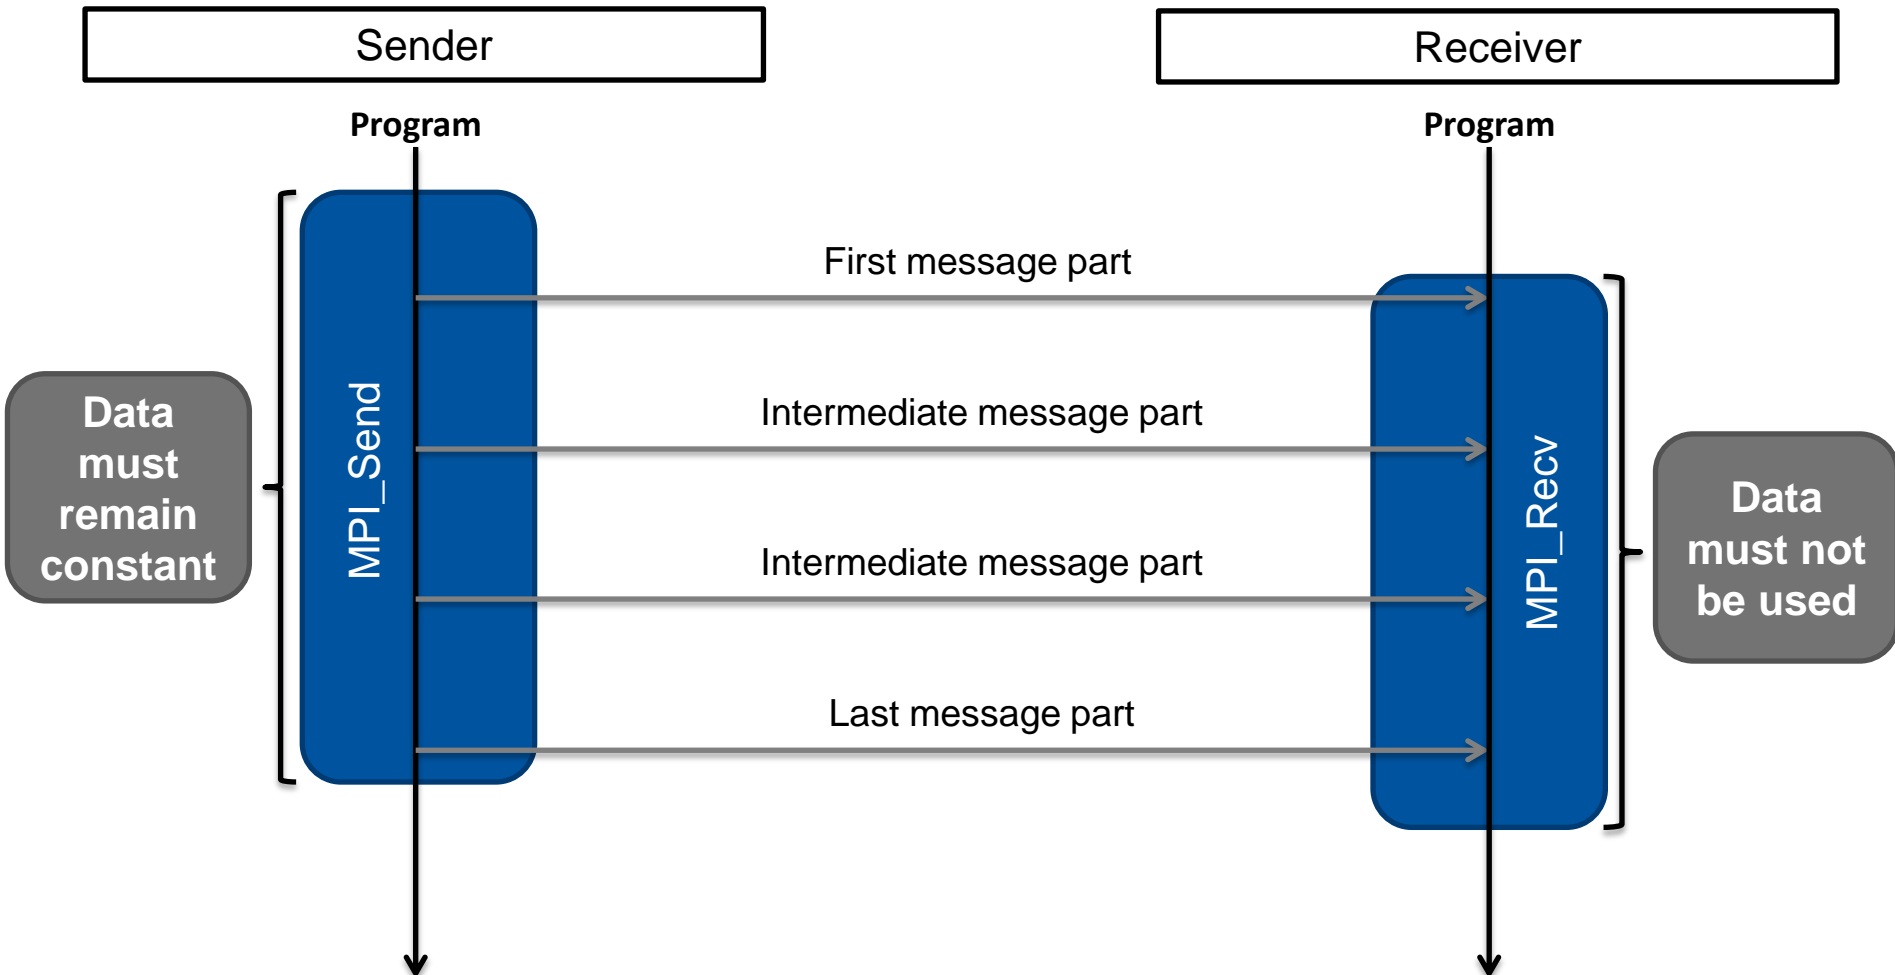 Sender
Receiver
Program
Program
First message part
Intermediate message part
Intermediate message part
Last message part
MPI_Send
MPI_Recv
Data
must
remain
constant
Data
must not
be used